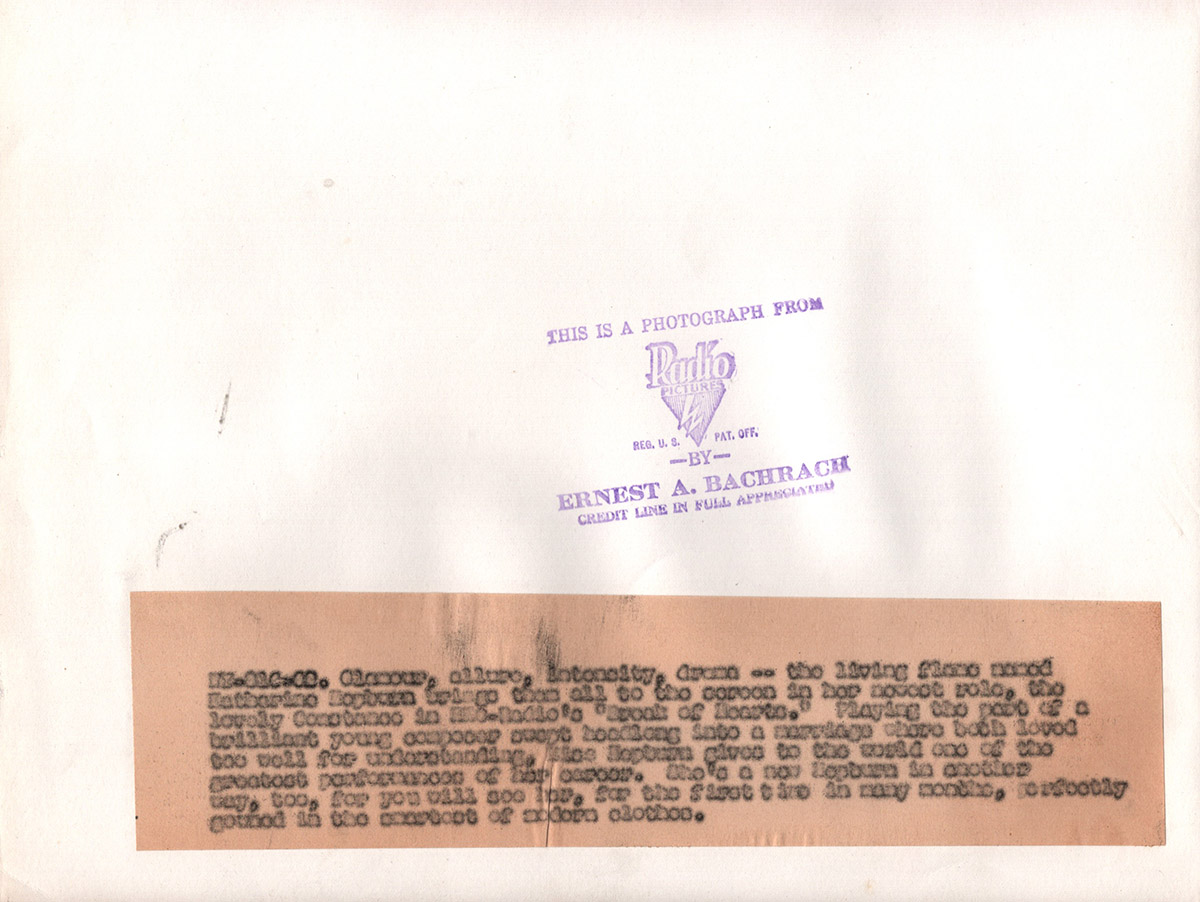 THIS IS A PHOTOGRAPH FROM
Radio
PICTURES
REG. U. S. PAT. OFF.
—BY—
ERNEST A. BACHRACH
CREDIT LINE IN FULL APPRECIATED
Glamour, allure, intensity, drama -- the living flame named
Katharine Hepburn brings them all to the screen in her newest role, the
lovely Constance in RKO-Radio's "Break of Hearts." Playing the part of a
brilliant young composer swept headlong into a marriage where both loved
too well for understanding, Miss Hepburn gives to the world one of the
greatest performances of her career. She's a new Hepburn in another
way, too, for you will see her, for the first time in many months, perfectly
gowned in the smartest of modern clothes.